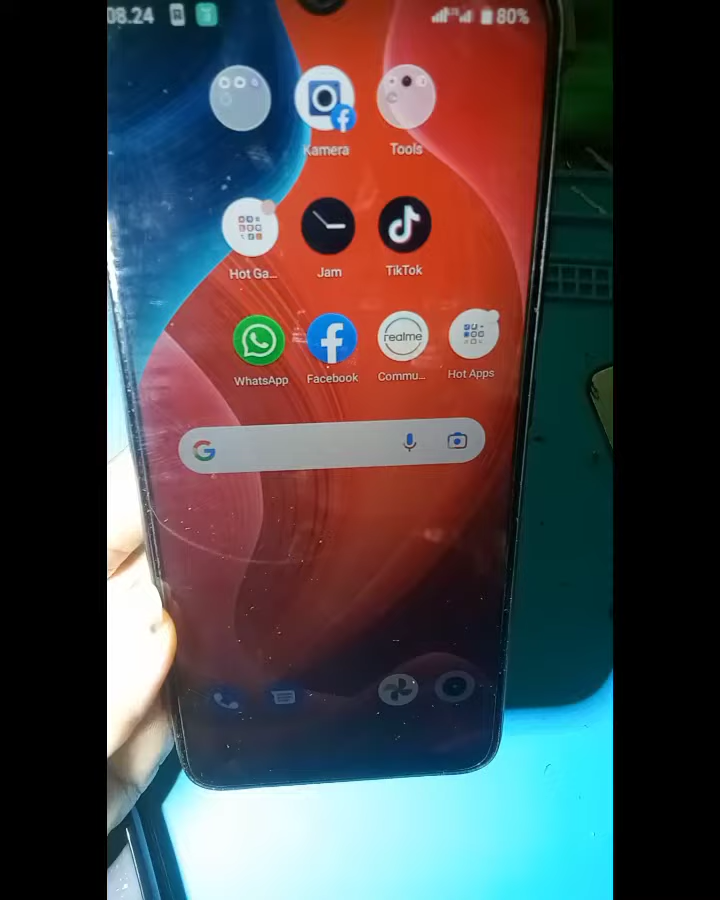 08.24 80%
Kamera Tools
Hot Ga... Jam TikTok
realme
WhatsApp Facebook Commu... Hot Apps